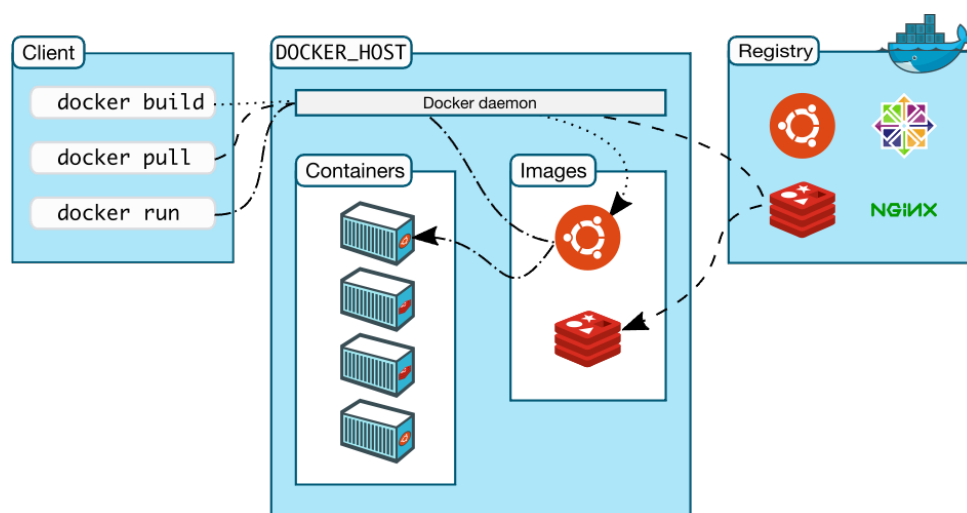 Client
docker build
docker pull
docker run
DOCKER_HOST
Docker daemon
Containers
Images
Registry
NGiNX